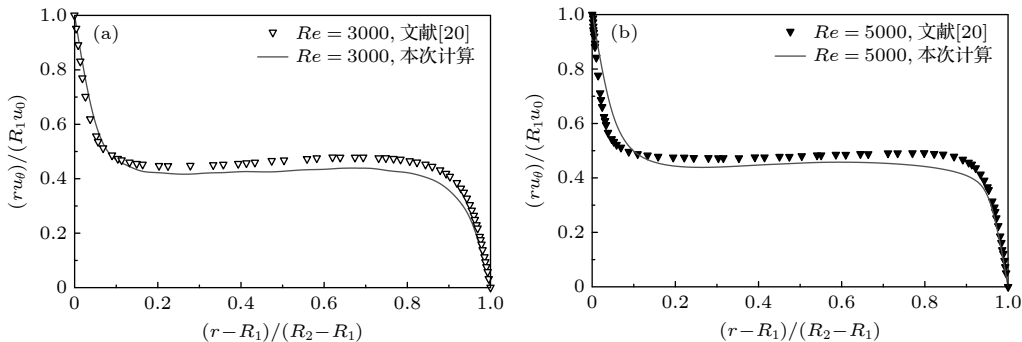 (a)
Re = 3000, 文献[20]
Re = 3000, 本次计算
(ruθ)/(R1u0)
1.0
0.8
0.6
0.4
0.2
0
0 0.2 0.4 0.6 0.8 1.0
(r−R1)/(R2−R1)
(b)
Re = 5000, 文献[20]
Re = 5000, 本次计算
(ruθ)/(R1u0)
1.0
0.8
0.6
0.4
0.2
0
0 0.2 0.4 0.6 0.8 1.0
(r−R1)/(R2−R1)